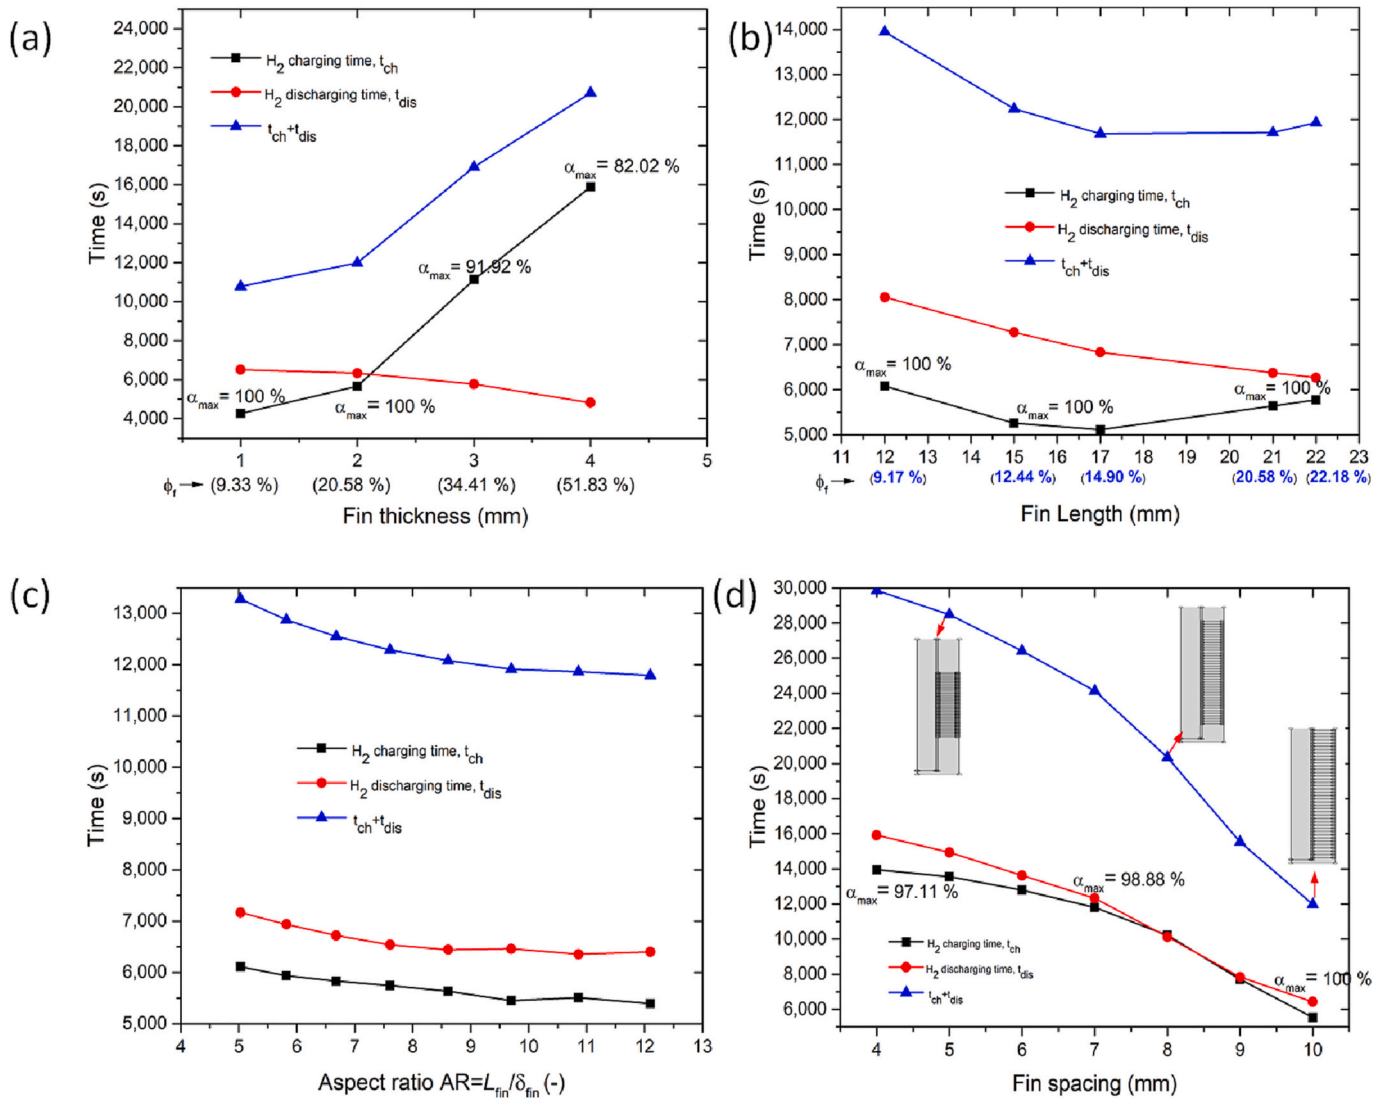 (a)
24,000
22,000
20,000
18,000
16,000
14,000
12,000
10,000
8,000
6,000
4,000
Time (s)
H2 charging time, tch
H2 discharging time, tdis
tch+tdis
αmax= 82.02 %
αmax= 91.92 %
αmax= 100 %
αmax= 100 %
1 2 3 4 5
ϕf (9.33 %) (20.58 %) (34.41 %) (51.83 %)
Fin thickness (mm)
(b)
14,000
13,000
12,000
11,000
10,000
9,000
8,000
7,000
6,000
5,000
Time (s)
H2 charging time, tch
H2 discharging time, tdis
tch+tdis
αmax= 100 %
αmax= 100 %
αmax= 100 %
11 12 13 14 15 16 17 18 19 20 21 22 23
ϕf (9.17 %) (12.44 %) (14.90 %) (20.58 %) (22.18 %)
Fin Length (mm)
(c)
13,000
12,000
11,000
10,000
9,000
8,000
7,000
6,000
5,000
Time (s)
H2 charging time, tch
H2 discharging time, tdis
tch+tdis
4 5 6 7 8 9 10 11 12 13
Aspect ratio AR=Lfin/δfin (-)
(d)
30,000
28,000
26,000
24,000
22,000
20,000
18,000
16,000
14,000
12,000
10,000
8,000
6,000
Time (s)
αmax= 97.11 %
αmax= 98.88 %
αmax= 100 %
H2 charging time, tch
H2 discharging time, tdis
tch+tdis
4 5 6 7 8 9 10
Fin spacing (mm)